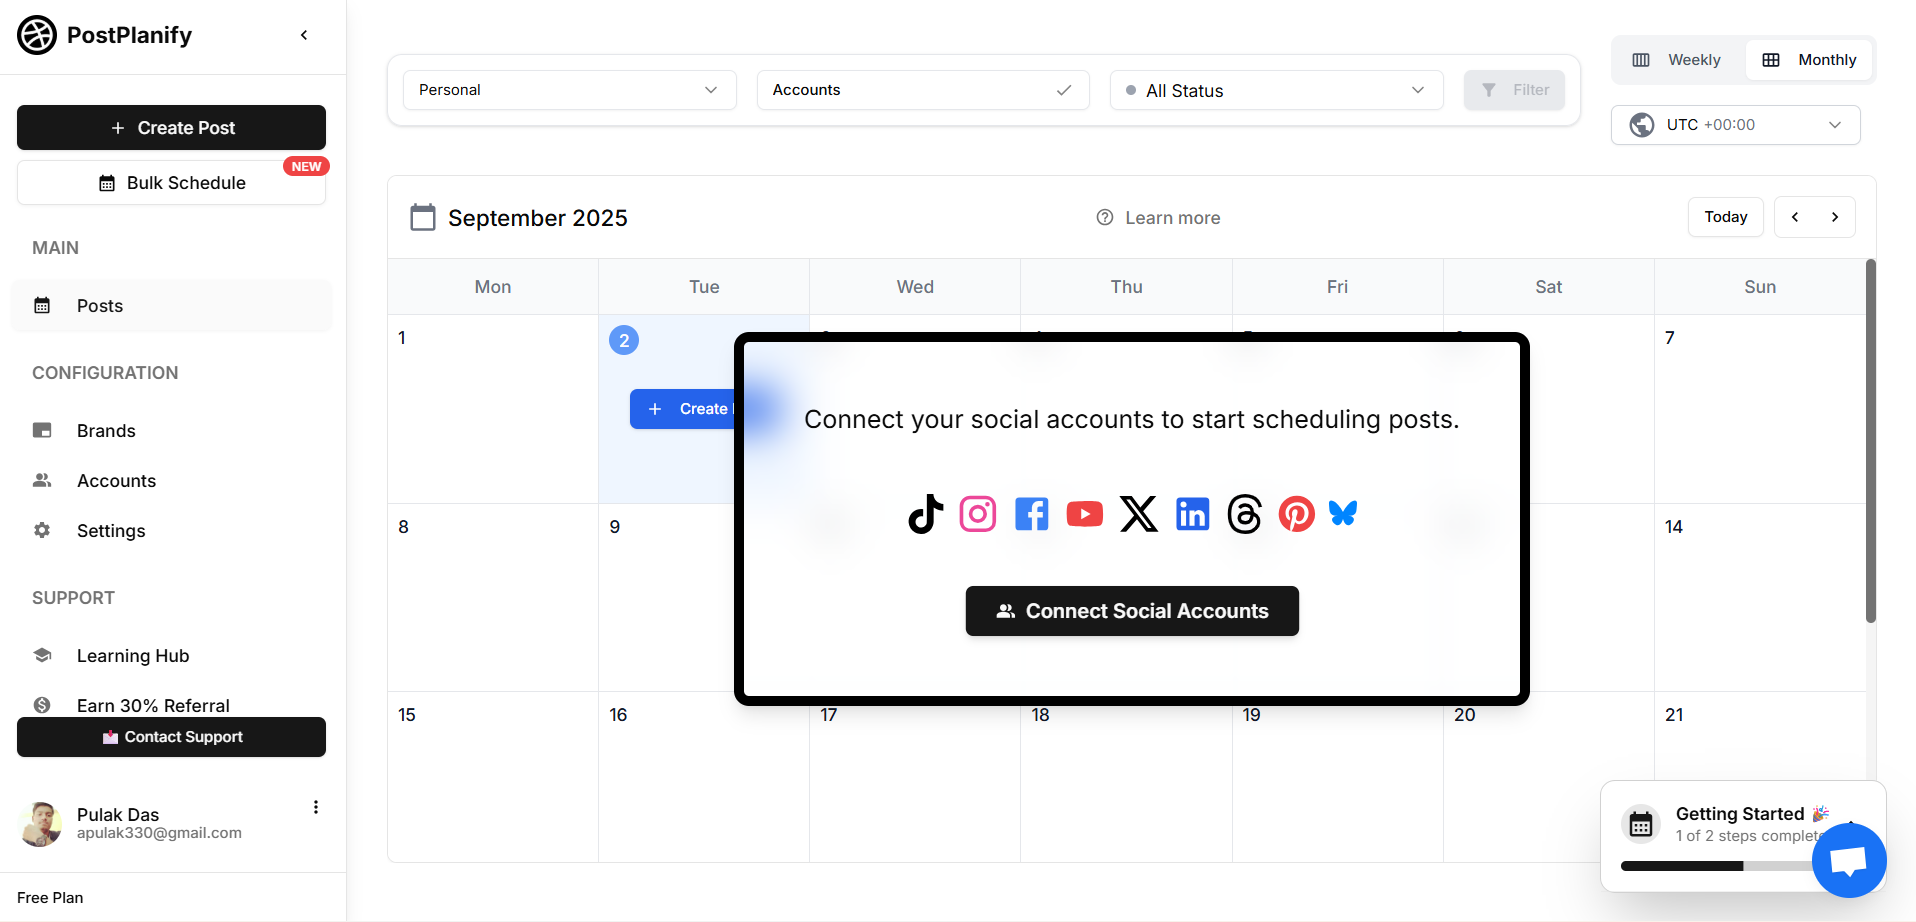 PostPlanify
Create Post
Bulk Schedule
NEW
MAIN
Posts
CONFIGURATION
Brands
Accounts
Settings
SUPPORT
Learning Hub
Earn 30% Referral
Contact Support
Pulak Das
apulak330@gmail.com
Free Plan
Personal
Accounts
All Status
Filter
Weekly
Monthly
UTC +00:00
September 2025
Learn more
Today
Mon Tue Wed Thu Fri Sat Sun
1 2 7
Create
Connect your social accounts to start scheduling posts.
Connect Social Accounts
8 9 14
15 16 17 18 19 20 21
Getting Started
1 of 2 steps